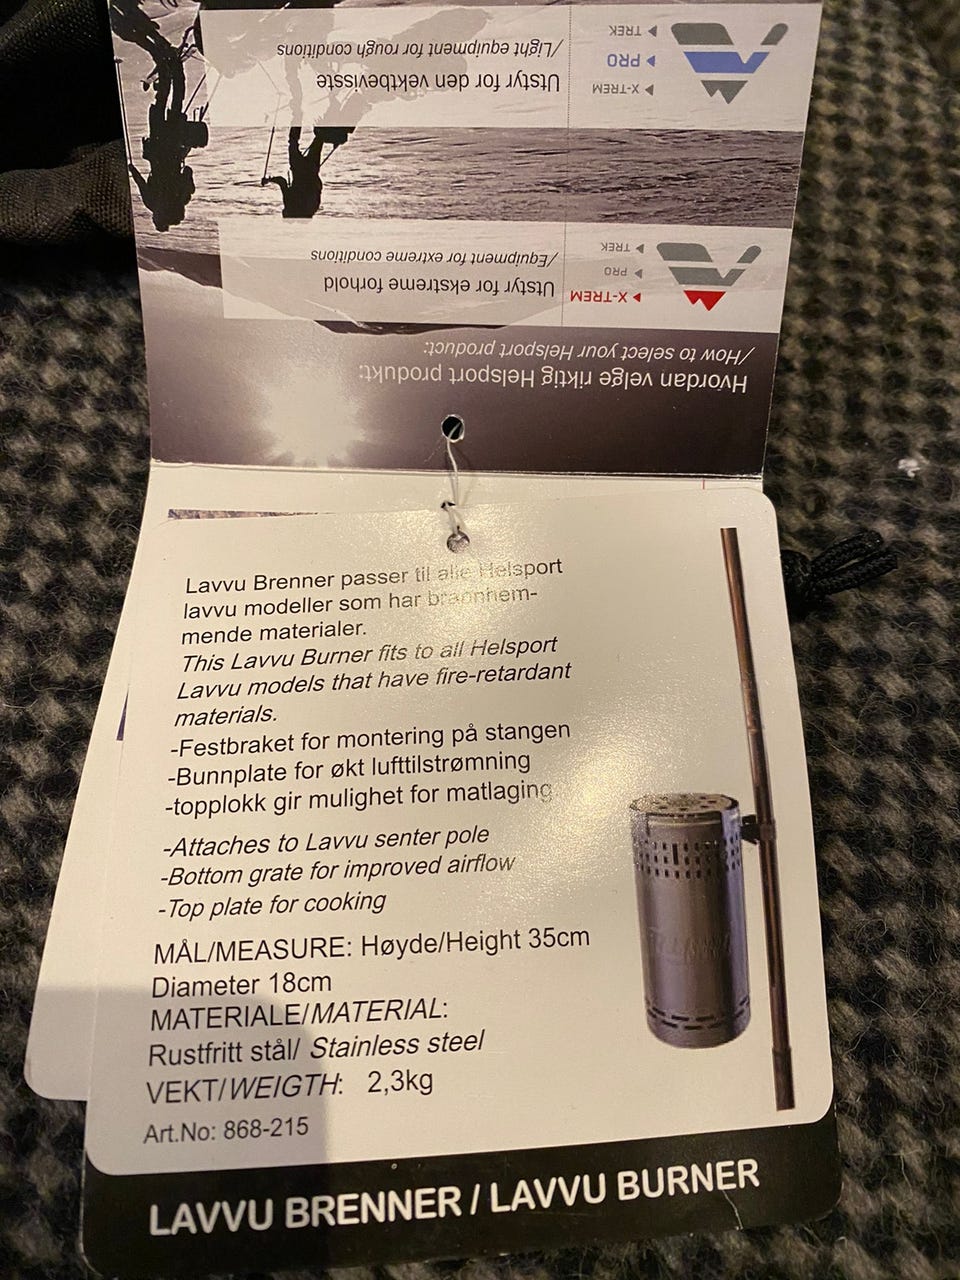 TREK
PRO
X-TREM
/Light equipment for rough conditions
Utstyr for den vektbevisste
TREK
PRO
X-TREM
/Equipment for extreme conditions
Utstyr for ekstreme forhold
/How to select your Helsport product:
Hvordan velge riktig Helsport produkt:
Lavvu Brenner passer til alle Helsport
lavvu modeller som har brannhem-
mende materialer.
This Lavvu Burner fits to all Helsport
Lavvu models that have fire-retardant
materials.
-Festbraket for montering på stangen
-Bunnplate for økt lufttilstrømning
-topplokk gir mulighet for matlaging
-Attaches to Lavvu senter pole
-Bottom grate for improved airflow
-Top plate for cooking
MÅL/MEASURE: Høyde/Height 35cm
Diameter 18cm
MATERIALE/MATERIAL:
Rustfritt stål/ Stainless steel
VEKT/WEIGTH: 2,3kg
Art.No: 868-215
LAVVU BRENNER / LAVVU BURNER